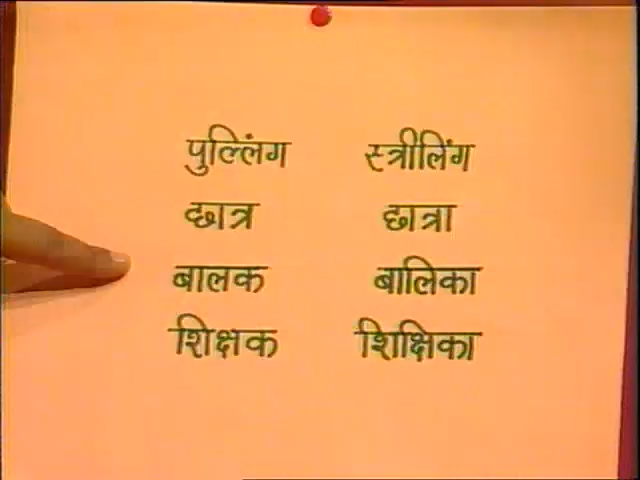 पुल्लिंग स्त्रीलिंग
छात्र छात्रा
बालक बालिका
शिक्षक शिक्षिका